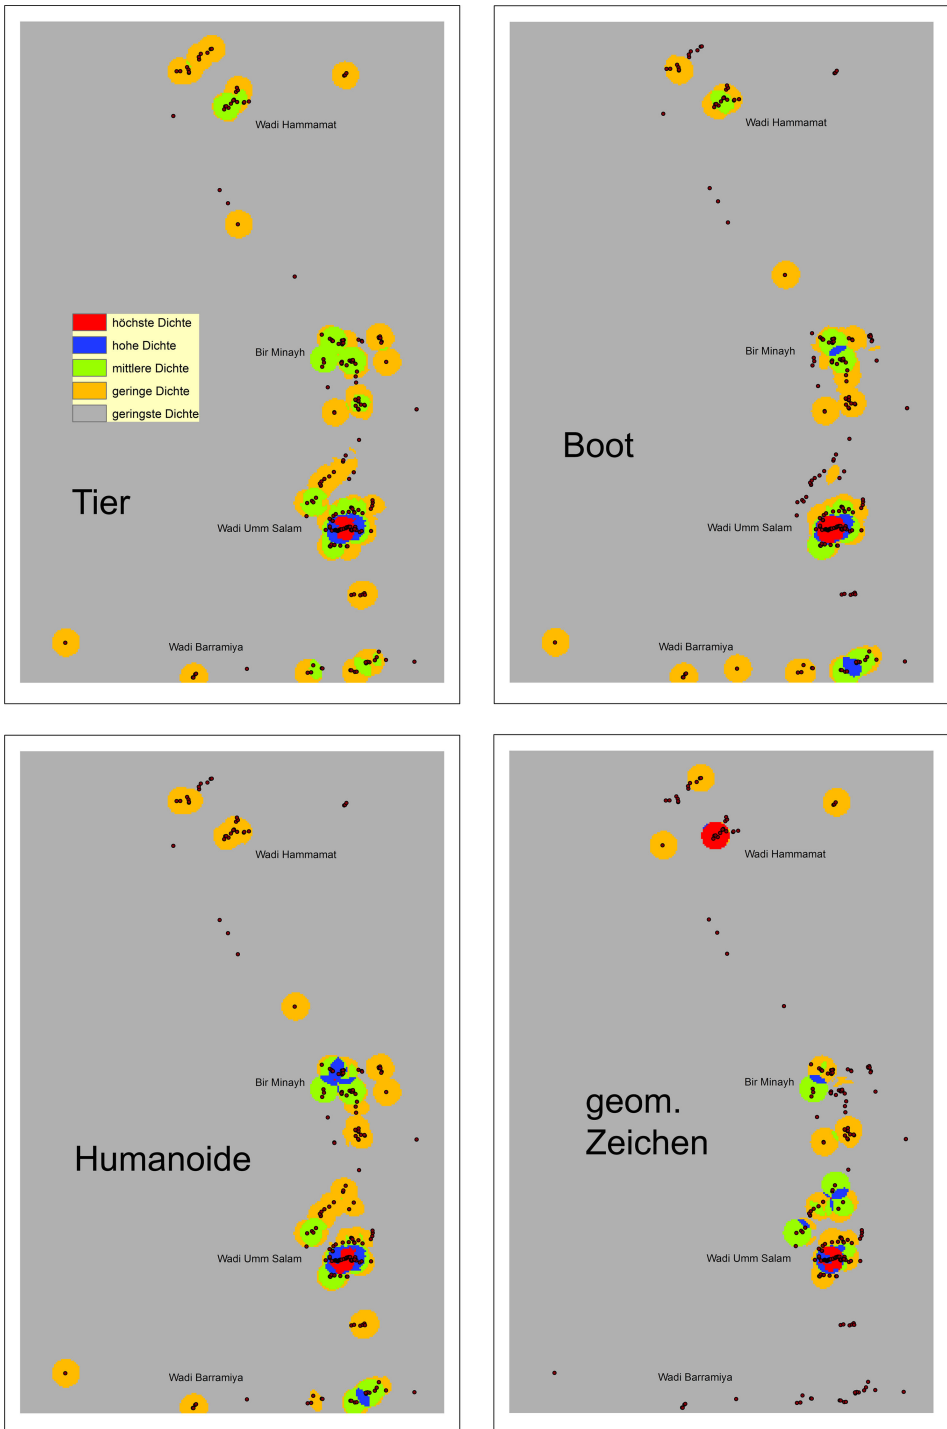 Wadi Hammamat
höchste Dichte
hohe Dichte
mittlere Dichte
geringe Dichte
geringste Dichte
Bir Minayh
Tier
Wadi Umm Salam
Wadi Barramiya
Wadi Hammamat
Bir Minayh
Boot
Wadi Umm Salam
Wadi Barramiya
Wadi Hammamat
Bir Minayh
Humanoide
Wadi Umm Salam
Wadi Barramiya
Wadi Hammamat
Bir Minayh
geom.
Zeichen
Wadi Umm Salam
Wadi Barramiya